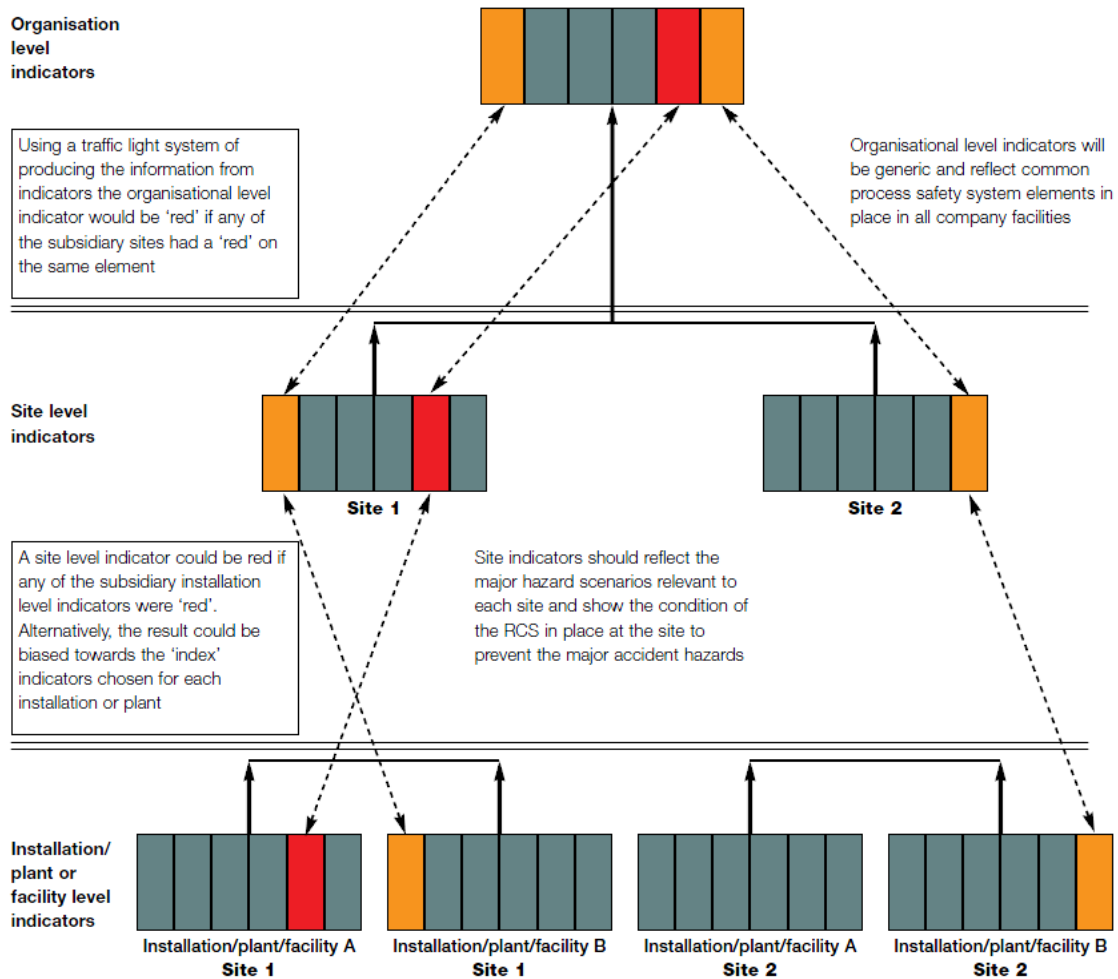 Organisation
level
indicators
Using a traffic light system of
producing the information from
indicators the organisational level
indicator would be ‘red’ if any of
the subsidiary sites had a ‘red’ on
the same element
Organisational level indicators will
be generic and reflect common
process safety system elements in
place in all company facilities
Site level
indicators
Site 1
Site 2
A site level indicator could be red if
any of the subsidiary installation
level indicators were ‘red’.
Alternatively, the result could be
biased towards the ‘index’
indicators chosen for each
installation or plant
Site indicators should reflect the
major hazard scenarios relevant to
each site and show the condition of
the RCS in place at the site to
prevent the major accident hazards
Installation/
plant or
facility level
indicators
Installation/plant/facility A
Site 1
Installation/plant/facility B
Site 1
Installation/plant/facility A
Site 2
Installation/plant/facility B
Site 2